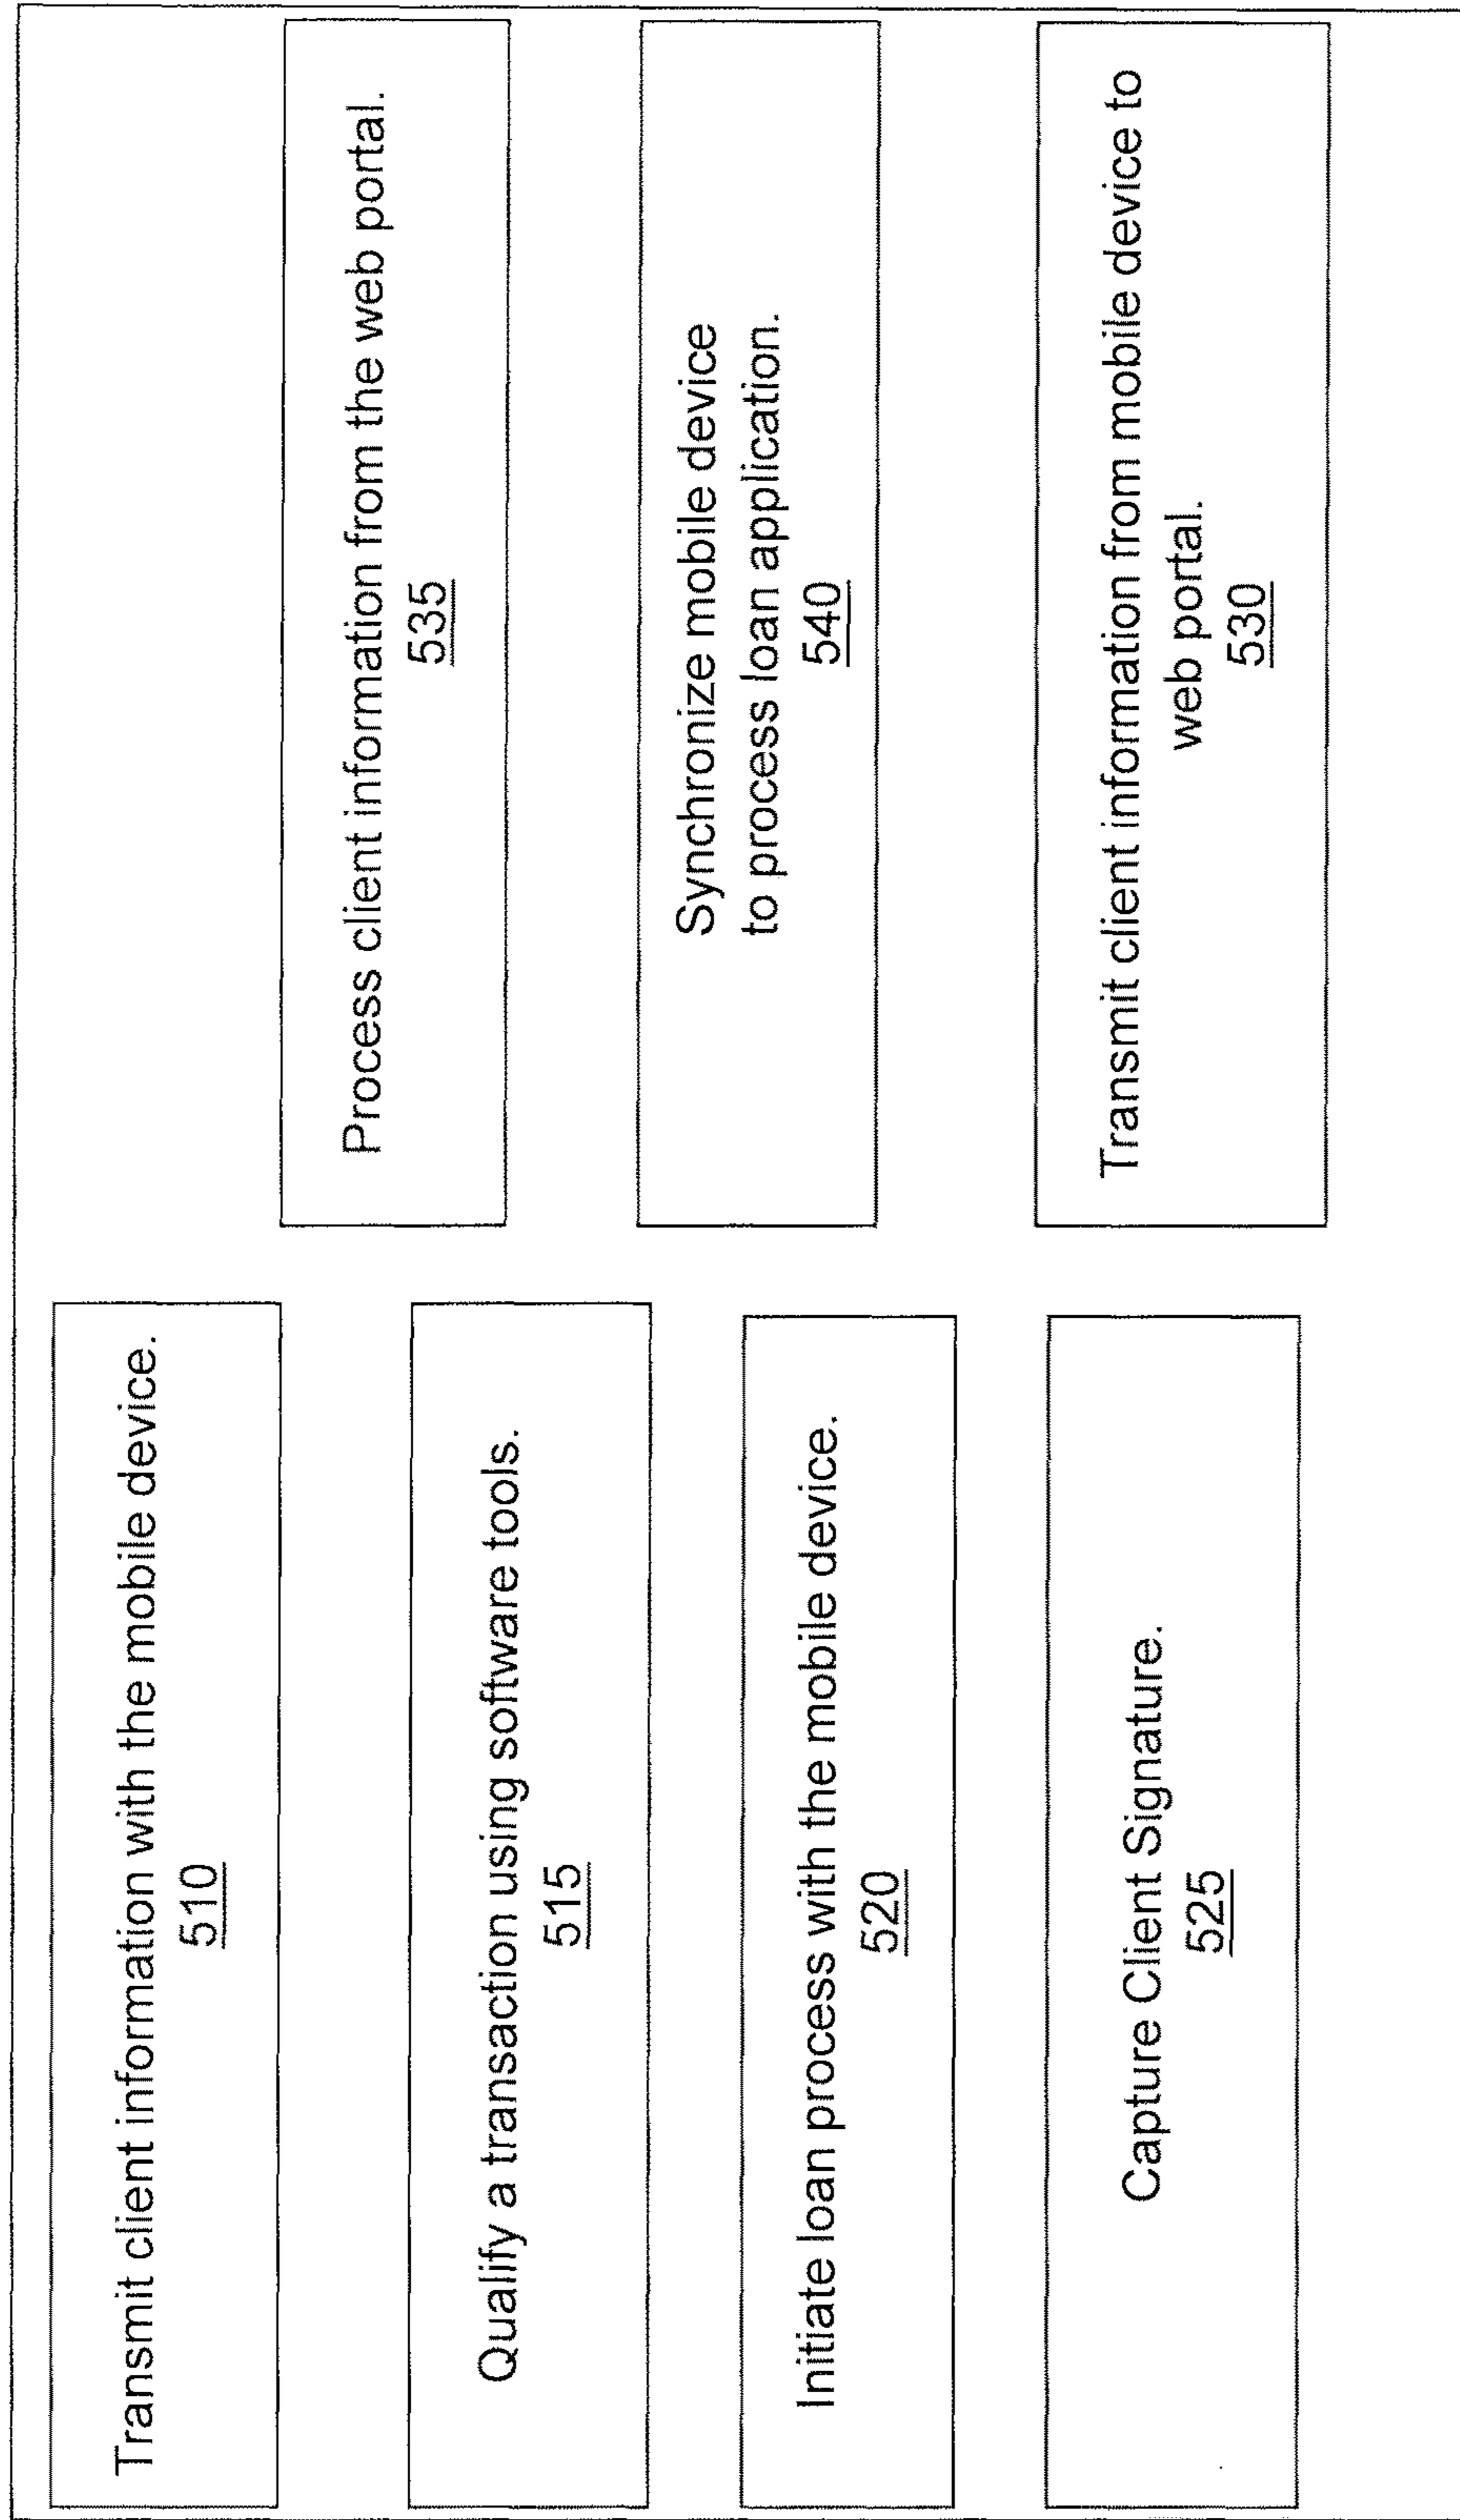 Transmit client information with the mobile device.
510
Qualify a transaction using software tools.
515
Initiate loan process with the mobile device.
520
Capture Client Signature.
525
Process client information from the web portal.
535
Synchronize mobile device
to process loan application.
540
Transmit client information from mobile device to
web portal.
530